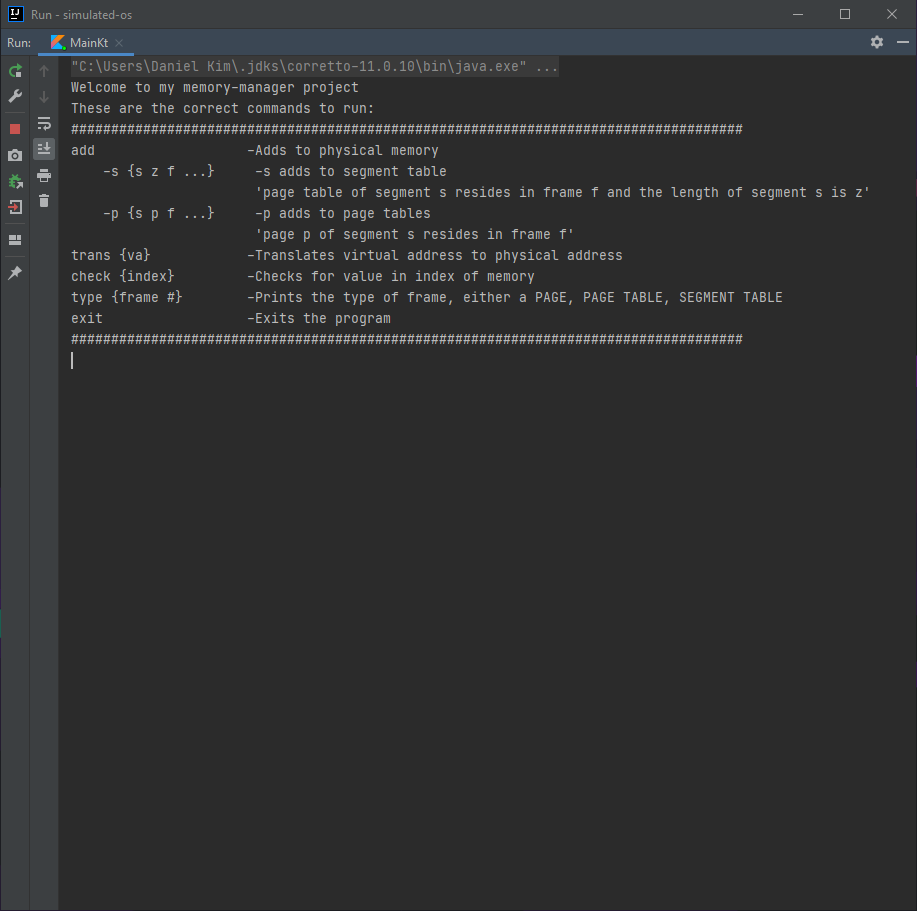 IJ Run - simulated-os
Run: MainKt
"C:\Users\Daniel Kim\.jdks\corretto-11.0.10\bin\java.exe" ...
Welcome to my memory-manager project
These are the correct commands to run:
####################################################################################
add -Adds to physical memory
-s {s z f ...} -s adds to segment table
'page table of segment s resides in frame f and the length of segment s is z'
-p {s p f ...} -p adds to page tables
'page p of segment s resides in frame f'
trans {va} -Translates virtual address to physical address
check {index} -Checks for value in index of memory
type {frame #} -Prints the type of frame, either a PAGE, PAGE TABLE, SEGMENT TABLE
exit -Exits the program
####################################################################################